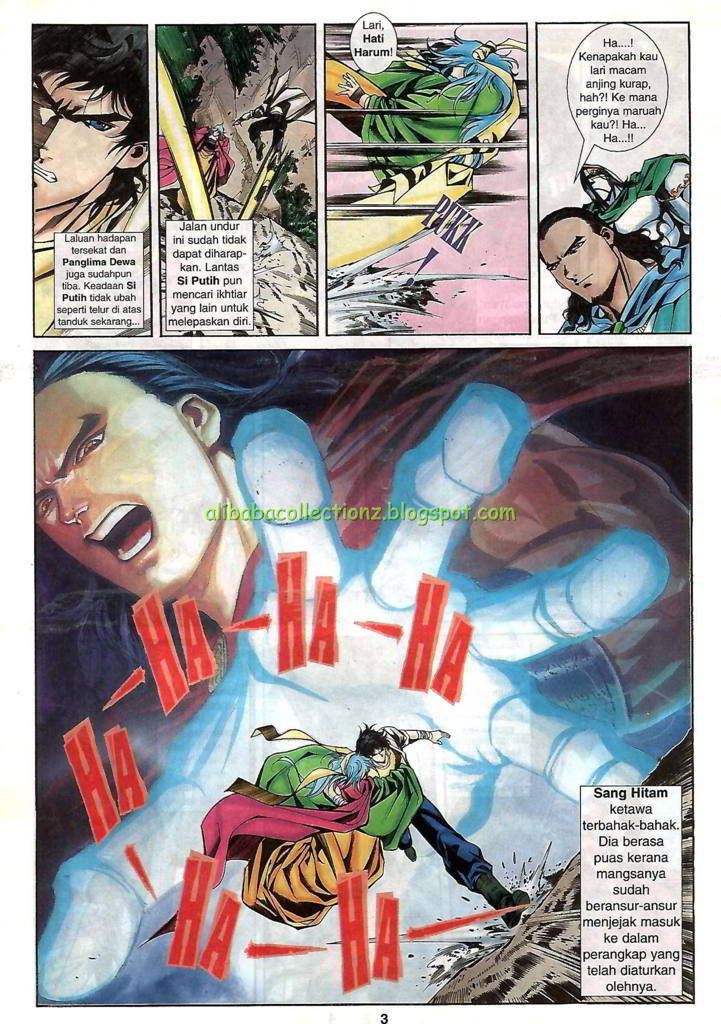 Laluan hadapan
tersekat dan
Panglima Dewa
juga sudahpun
tiba. Keadaan Si
Putih tidak ubah
seperti telur di atas
tanduk sekarang...
Jalan undur
ini sudah tidak
dapat diharap-
kan. Lantas
Si Putih pun
mencari ikhtiar
yang lain untuk
melepaskan diri.
Lari,
Hati
Harum!
Ha....!
Kenapakah kau
lari macam
anjing kurap,
hah?! Ke mana
perginya maruah
kau?! Ha...
Ha...!!
alibabacollectionz.blogspot.com
HA - HA - HA
HA
HA - HA
Sang Hitam
ketawa
terbahak-bahak.
Dia berasa
puas kerana
mangsanya
sudah
beransur-ansur
menjejak masuk
ke dalam
perangkap yang
telah diaturkan
olehnya.
3